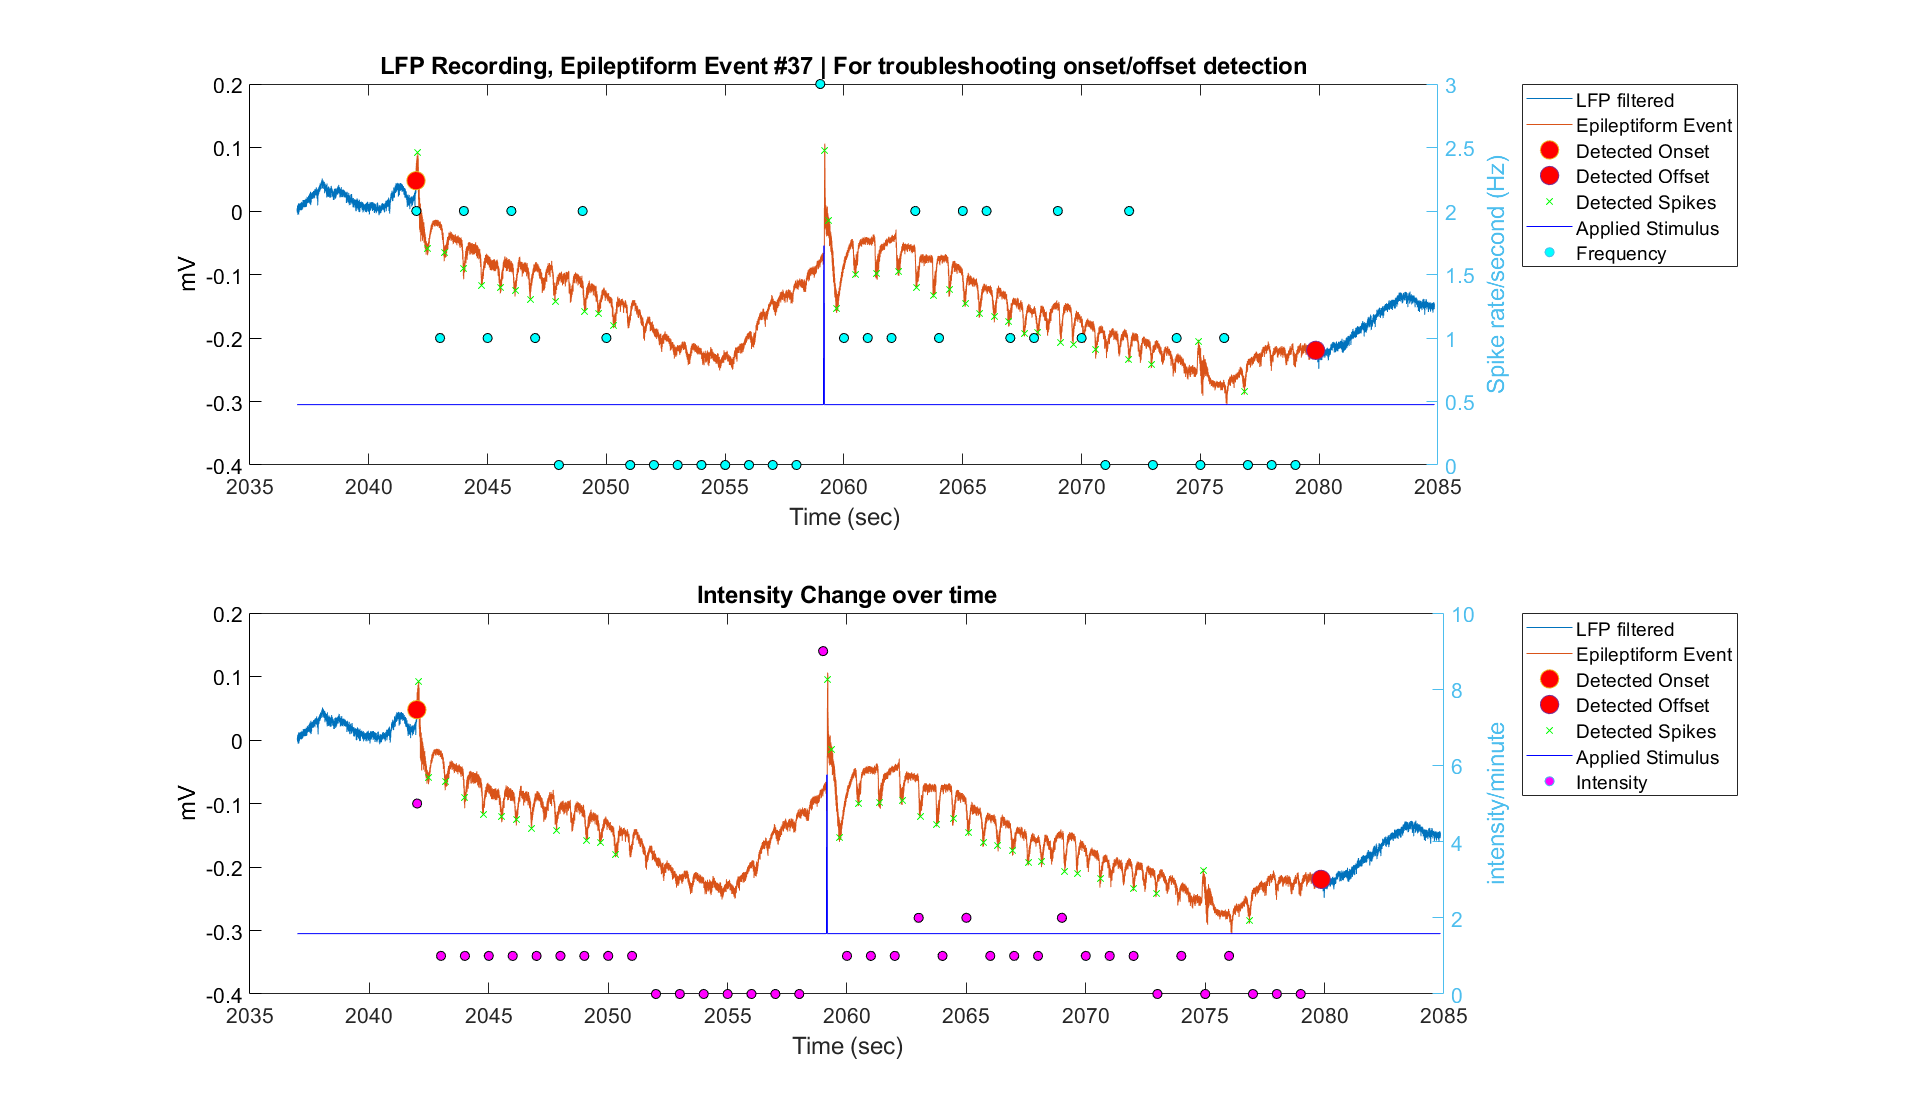 LFP Recording, Epileptiform Event #37 | For troubleshooting onset/offset detection
0.2
0.1
0
-0.1
-0.2
-0.3
-0.4
mV
3
2.5
2
1.5
1
0.5
0
Spike rate/second (Hz)
2035 2040 2045 2050 2055 2060 2065 2070 2075 2080 2085
Time (sec)
LFP filtered
Epileptiform Event
Detected Onset
Detected Offset
Detected Spikes
Applied Stimulus
Frequency
Intensity Change over time
0.2
0.1
0
-0.1
-0.2
-0.3
-0.4
mV
10
8
6
4
2
0
intensity/minute
2035 2040 2045 2050 2055 2060 2065 2070 2075 2080 2085
Time (sec)
LFP filtered
Epileptiform Event
Detected Onset
Detected Offset
Detected Spikes
Applied Stimulus
Intensity